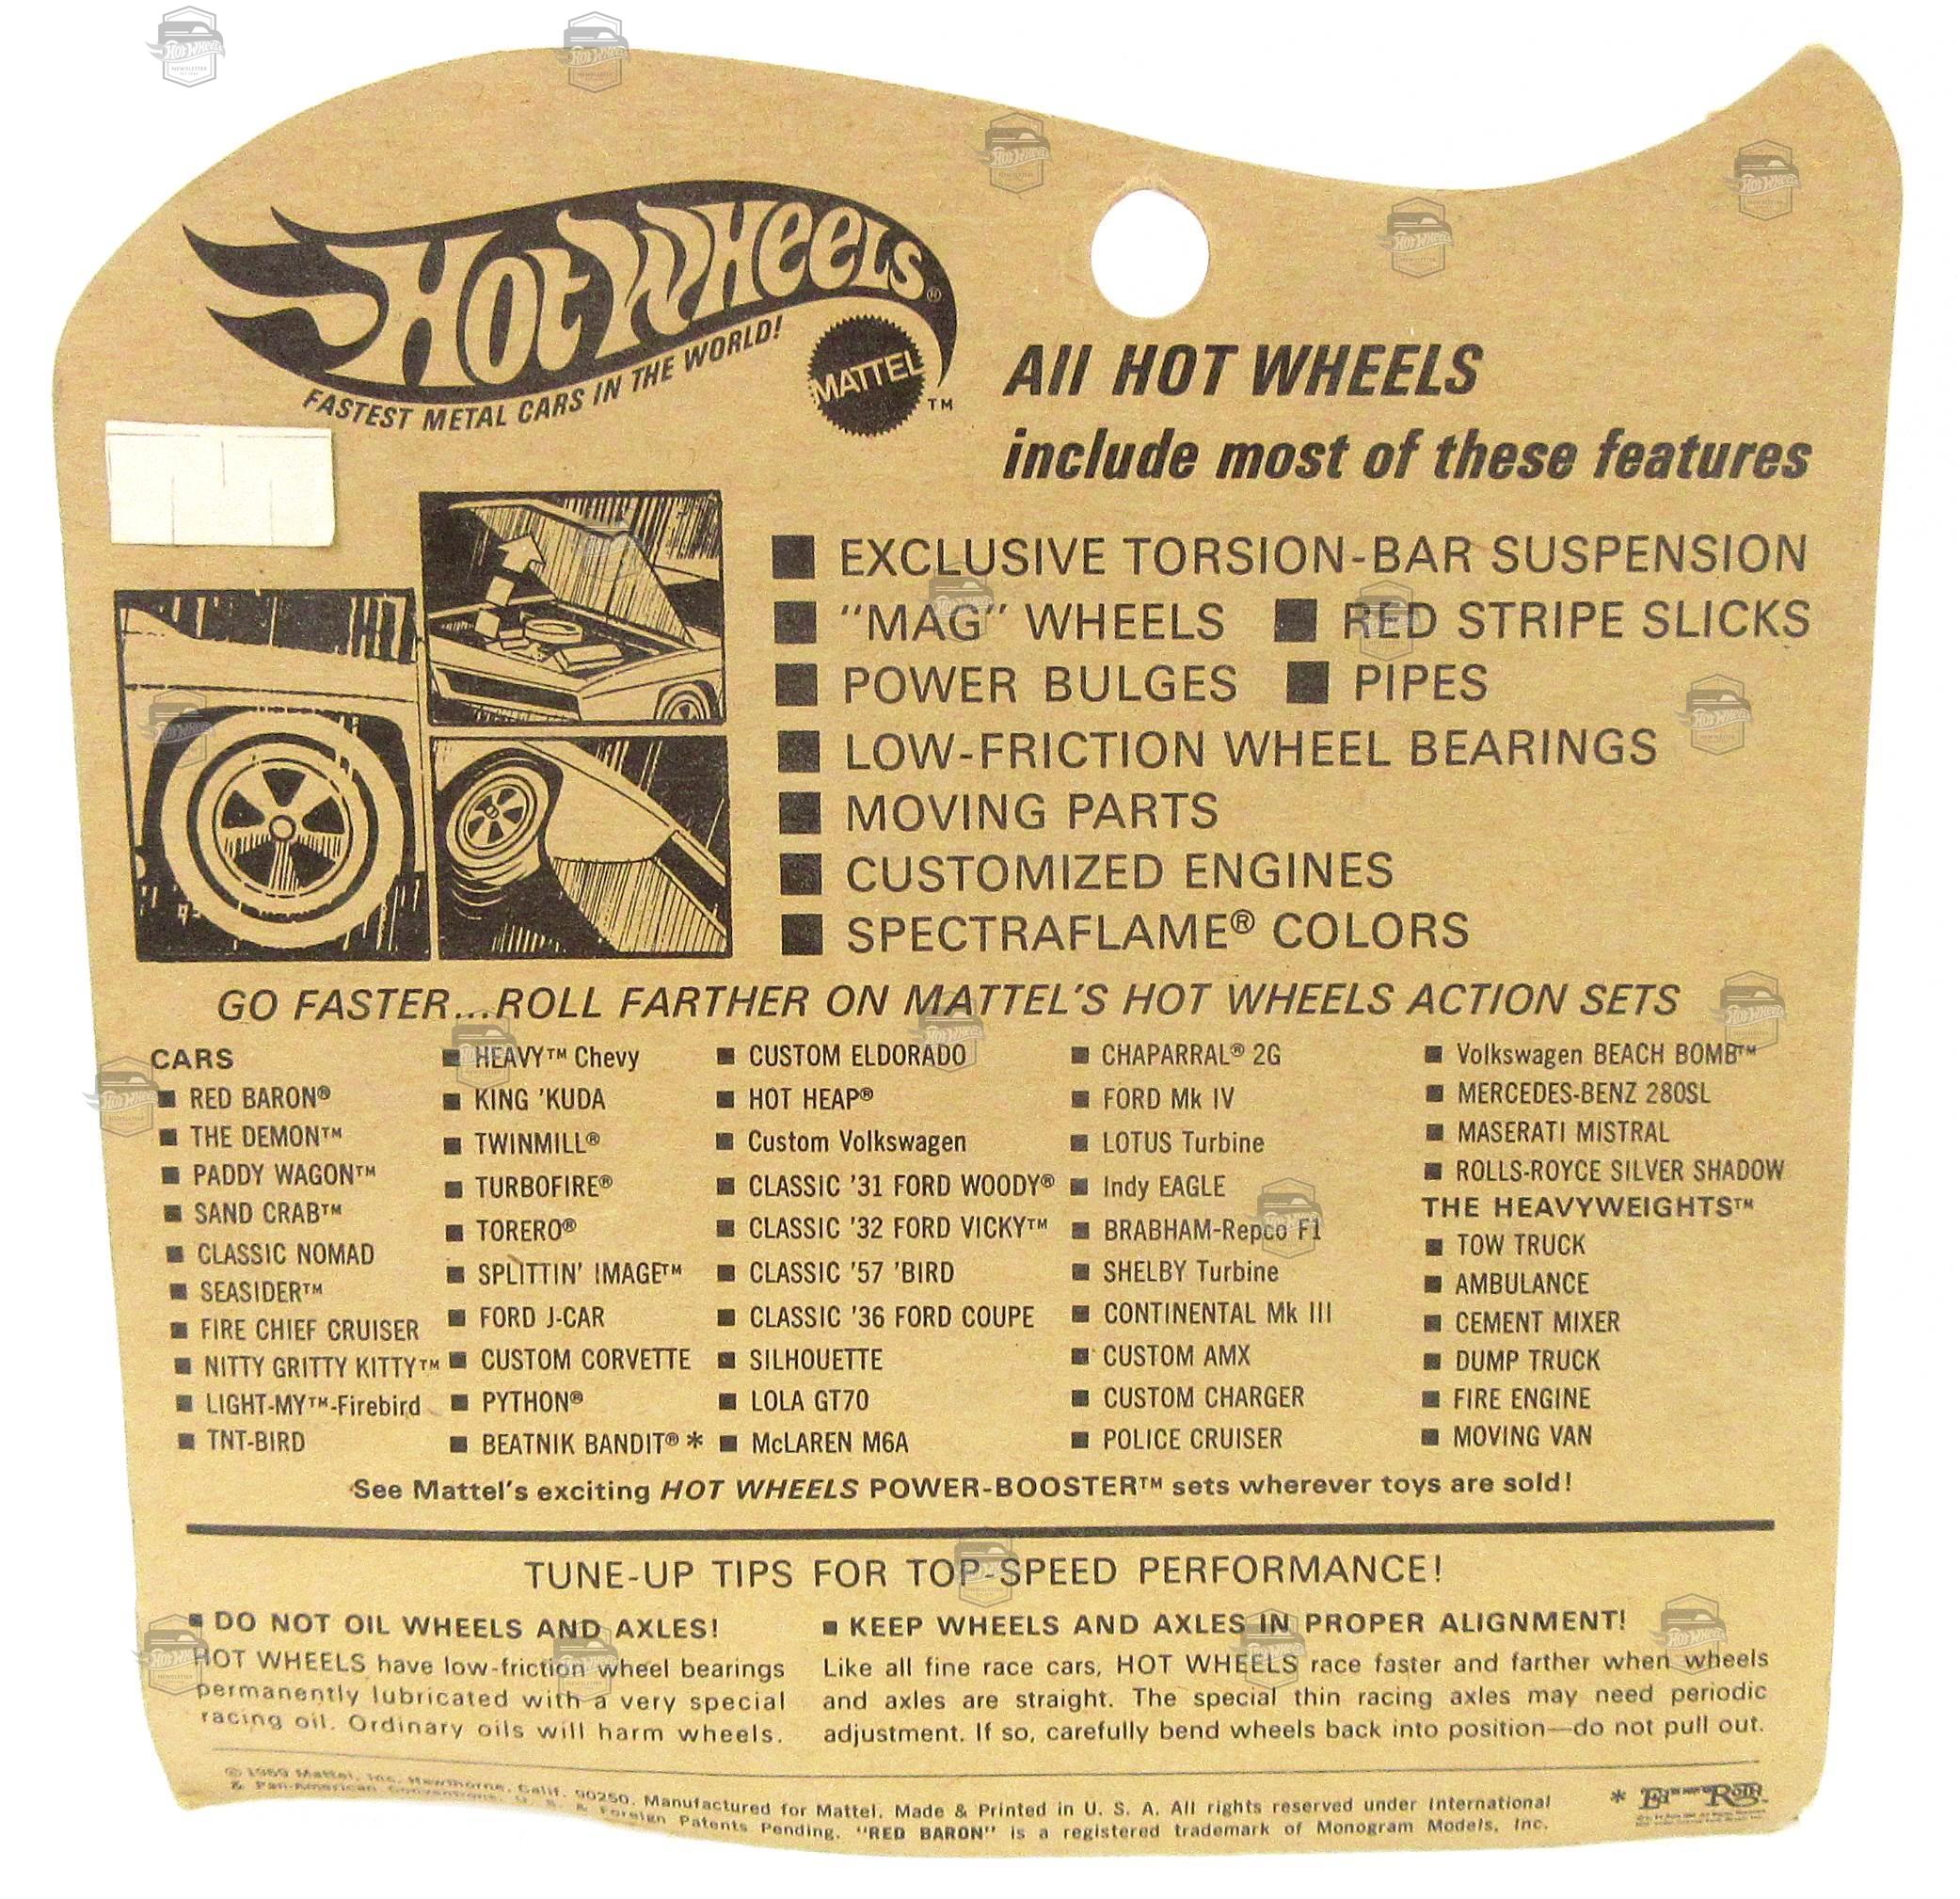 HOT WHEELS®
FASTEST METAL CARS IN THE WORLD!
MATTEL
TM
All HOT WHEELS
include most of these features
■ EXCLUSIVE TORSION-BAR SUSPENSION
■ "MAG" WHEELS ■ RED STRIPE SLICKS
■ POWER BULGES ■ PIPES
■ LOW-FRICTION WHEEL BEARINGS
■ MOVING PARTS
■ CUSTOMIZED ENGINES
■ SPECTRAFLAME® COLORS
GO FASTER...ROLL FARTHER ON MATTEL'S HOT WHEELS ACTION SETS
CARS
■ RED BARON®
■ THE DEMON™
■ PADDY WAGON™
■ SAND CRAB™
■ CLASSIC NOMAD
■ SEASIDER™
■ FIRE CHIEF CRUISER
■ NITTY GRITTY KITTY™
■ LIGHT-MY™-Firebird
■ TNT-BIRD
■ HEAVY™ Chevy
■ KING 'KUDA
■ TWINMILL®
■ TURBOFIRE®
■ TORERO®
■ SPLITTIN' IMAGE™
■ FORD J-CAR
■ CUSTOM CORVETTE
■ PYTHON®
■ BEATNIK BANDIT® *
■ CUSTOM ELDORADO
■ HOT HEAP®
■ Custom Volkswagen
■ CLASSIC '31 FORD WOODY®
■ CLASSIC '32 FORD VICKY™
■ CLASSIC '57 'BIRD
■ CLASSIC '36 FORD COUPE
■ SILHOUETTE
■ LOLA GT70
■ McLAREN M6A
■ CHAPARRAL® 2G
■ FORD Mk IV
■ LOTUS Turbine
■ Indy EAGLE
■ BRABHAM-Repco F1
■ SHELBY Turbine
■ CONTINENTAL Mk III
■ CUSTOM AMX
■ CUSTOM CHARGER
■ POLICE CRUISER
■ Volkswagen BEACH BOMB™
■ MERCEDES-BENZ 280SL
■ MASERATI MISTRAL
■ ROLLS-ROYCE SILVER SHADOW
THE HEAVYWEIGHTS™
■ TOW TRUCK
■ AMBULANCE
■ CEMENT MIXER
■ DUMP TRUCK
■ FIRE ENGINE
■ MOVING VAN
See Mattel's exciting HOT WHEELS POWER-BOOSTER™ sets wherever toys are sold!
TUNE-UP TIPS FOR TOP-SPEED PERFORMANCE!
■ DO NOT OIL WHEELS AND AXLES!
HOT WHEELS have low-friction wheel bearings
permanently lubricated with a very special
racing oil. Ordinary oils will harm wheels.
■ KEEP WHEELS AND AXLES IN PROPER ALIGNMENT!
Like all fine race cars, HOT WHEELS race faster and farther when wheels
and axles are straight. The special thin racing axles may need periodic
adjustment. If so, carefully bend wheels back into position—do not pull out.
© 1969 Mattel, Inc. Hawthorne, Calif. 90250. Manufactured for Mattel. Made & Printed in U. S. A. All rights reserved under International
& Pan-American Conventions. U. S. & Foreign Patents Pending. "RED BARON" is a registered trademark of Monogram Models, Inc.
* Ed Roth